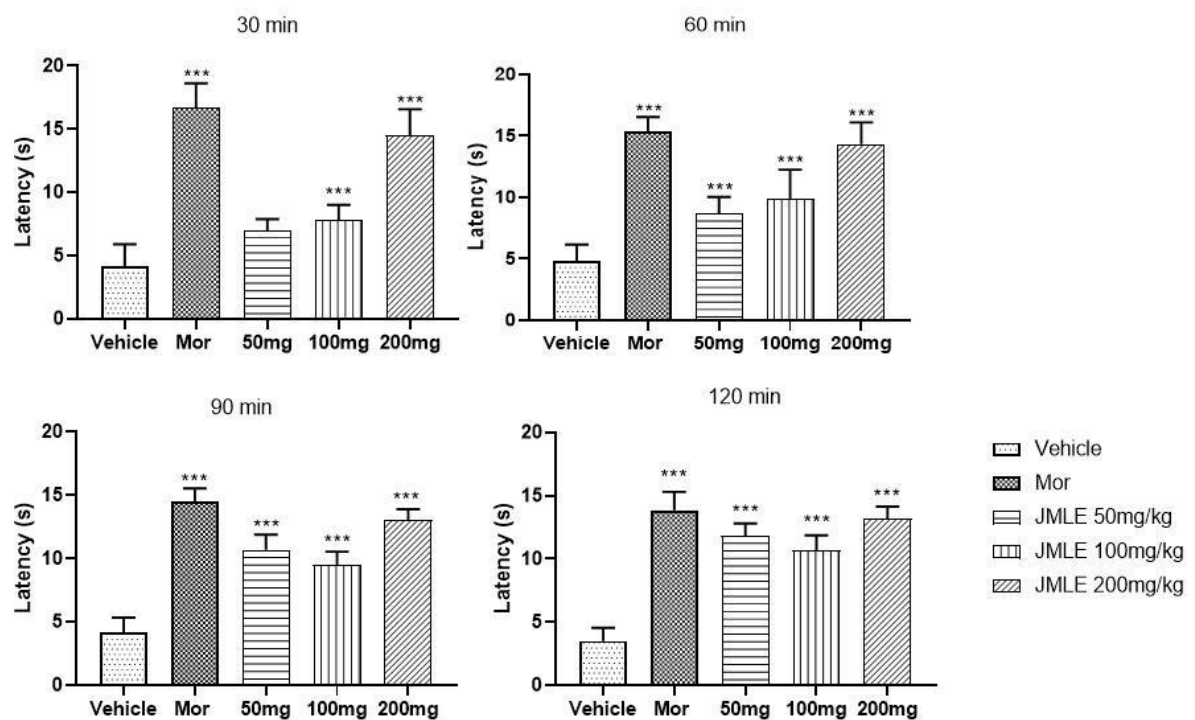 30 min
Latency (s)
20
15
10
5
0
***
***
***
Vehicle Mor 50mg 100mg 200mg
60 min
Latency (s)
20
15
10
5
0
***
***
***
***
Vehicle Mor 50mg 100mg 200mg
90 min
Latency (s)
20
15
10
5
0
***
***
***
***
Vehicle Mor 50mg 100mg 200mg
120 min
Latency (s)
20
15
10
5
0
***
***
***
***
Vehicle Mor 50mg 100mg 200mg
Vehicle
Mor
JMLE 50mg/kg
JMLE 100mg/kg
JMLE 200mg/kg